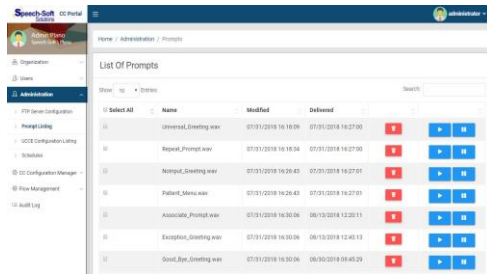 Speech-Soft CC Portal
Solutions
administrator
Admin Plano
Speech-Soft Plano
Home / Administration / Prompts
Organization
Users
Administration
FTP Server Configuration
Prompt Listing
UCCE Configuration Listing
Schedules
CC Configuration Manager
Flow Management
Audit Log
List Of Prompts
Show 10 Entries
Search:
Select All Name Modified Delivered
Universal_Greeting.wav 07/31/2018 16:18:09 07/31/2018 16:27:00
Repeat_Prompt.wav 07/31/2018 16:18:34 07/31/2018 16:27:00
NoInput_Greeting.wav 07/31/2018 16:26:43 07/31/2018 16:27:01
Patient_Menu.wav 07/31/2018 16:26:43 07/31/2018 16:27:01
Associate_Prompt.wav 07/31/2018 16:30:06 08/13/2018 12:20:11
Exception_Greeting.wav 07/31/2018 16:30:06 08/13/2018 12:45:13
Good_Bye_Greeting.wav 07/31/2018 16:30:06 08/30/2018 09:45:29